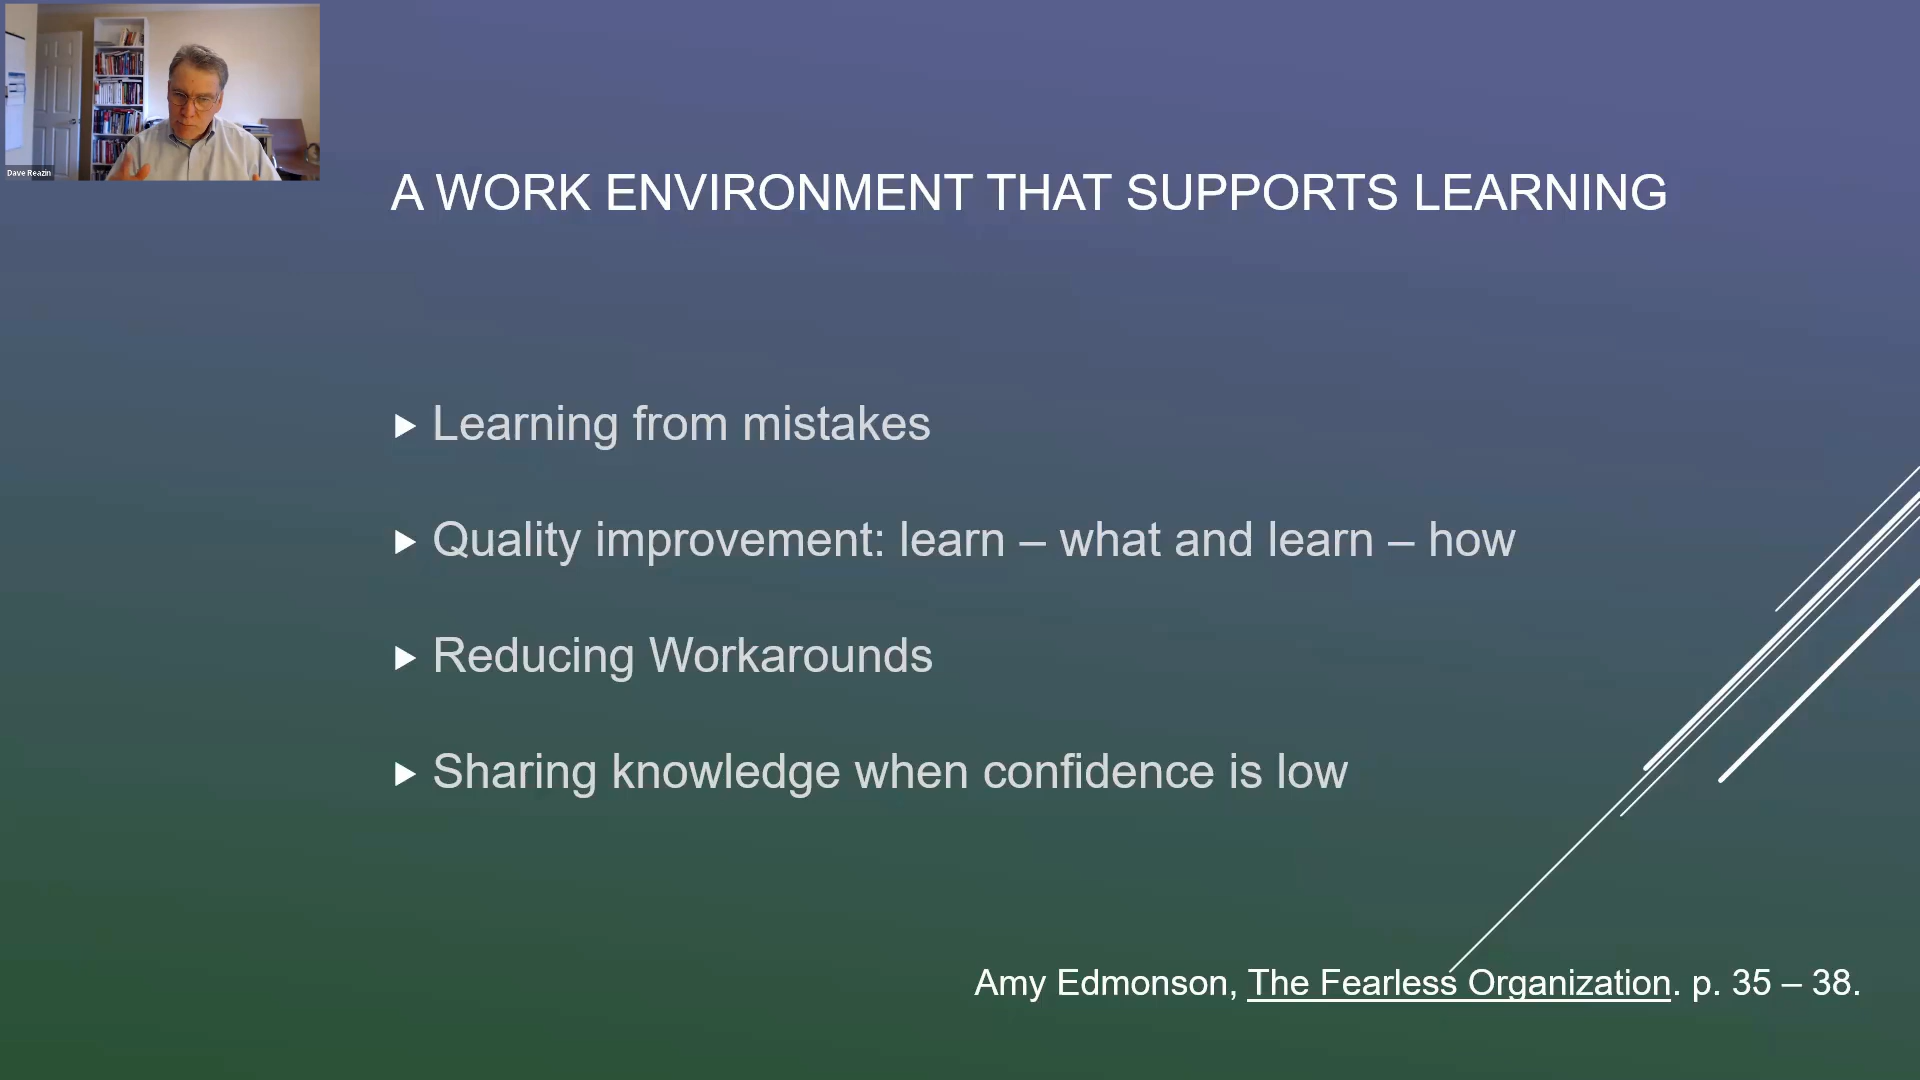 Dave Reazin
A WORK ENVIRONMENT THAT SUPPORTS LEARNING
Learning from mistakes
Quality improvement: learn – what and learn – how
Reducing Workarounds
Sharing knowledge when confidence is low
Amy Edmonson, The Fearless Organization. p. 35 – 38.